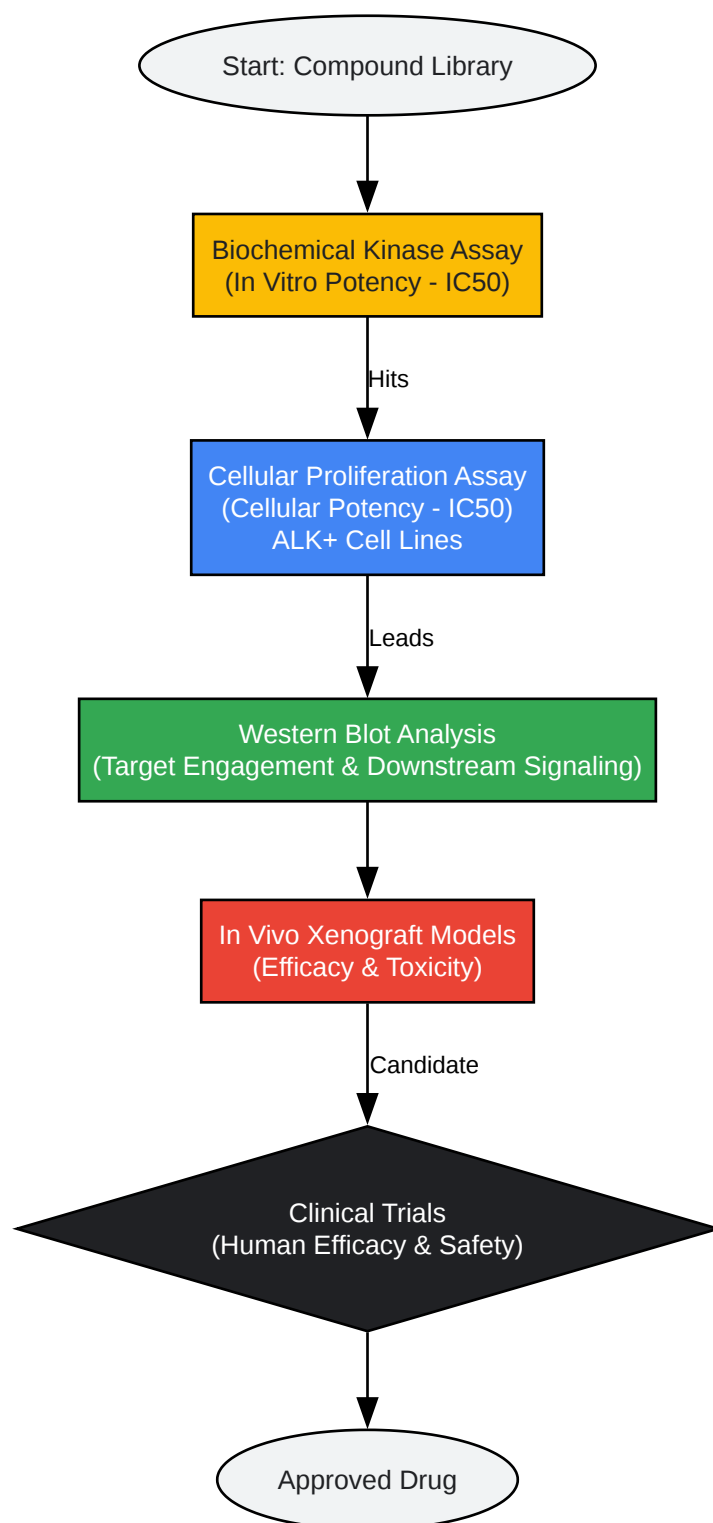 Start: Compound Library
Biochemical Kinase Assay
(In Vitro Potency - IC50)
Hits
Cellular Proliferation Assay
(Cellular Potency - IC50)
ALK+ Cell Lines
Leads
Western Blot Analysis
(Target Engagement & Downstream Signaling)
In Vivo Xenograft Models
(Efficacy & Toxicity)
Candidate
Clinical Trials
(Human Efficacy & Safety)
Approved Drug